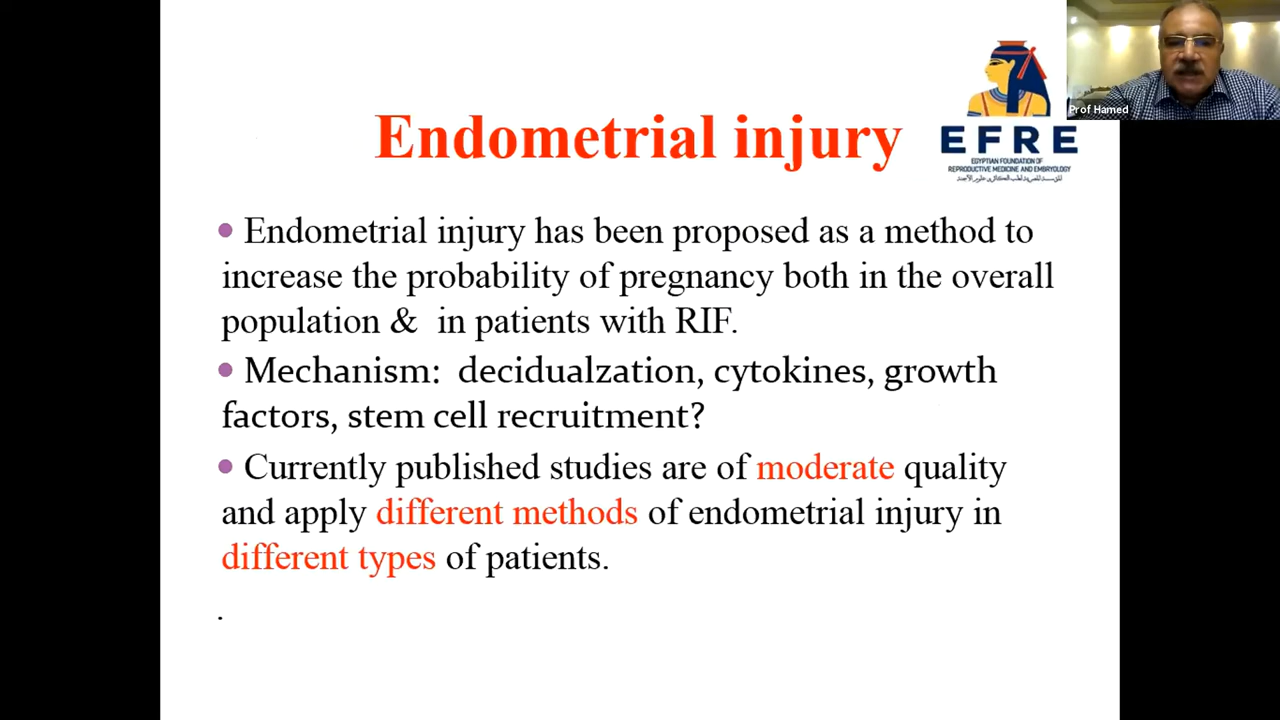 Endometrial injury
EFRE
EGYPTIAN FOUNDATION OF
REPRODUCTIVE MEDICINE AND EMBRYOLOGY
Prof Hamed
• Endometrial injury has been proposed as a method to
increase the probability of pregnancy both in the overall
population & in patients with RIF.
• Mechanism: decidualzation, cytokines, growth
factors, stem cell recruitment?
• Currently published studies are of moderate quality
and apply different methods of endometrial injury in
different types of patients.
.